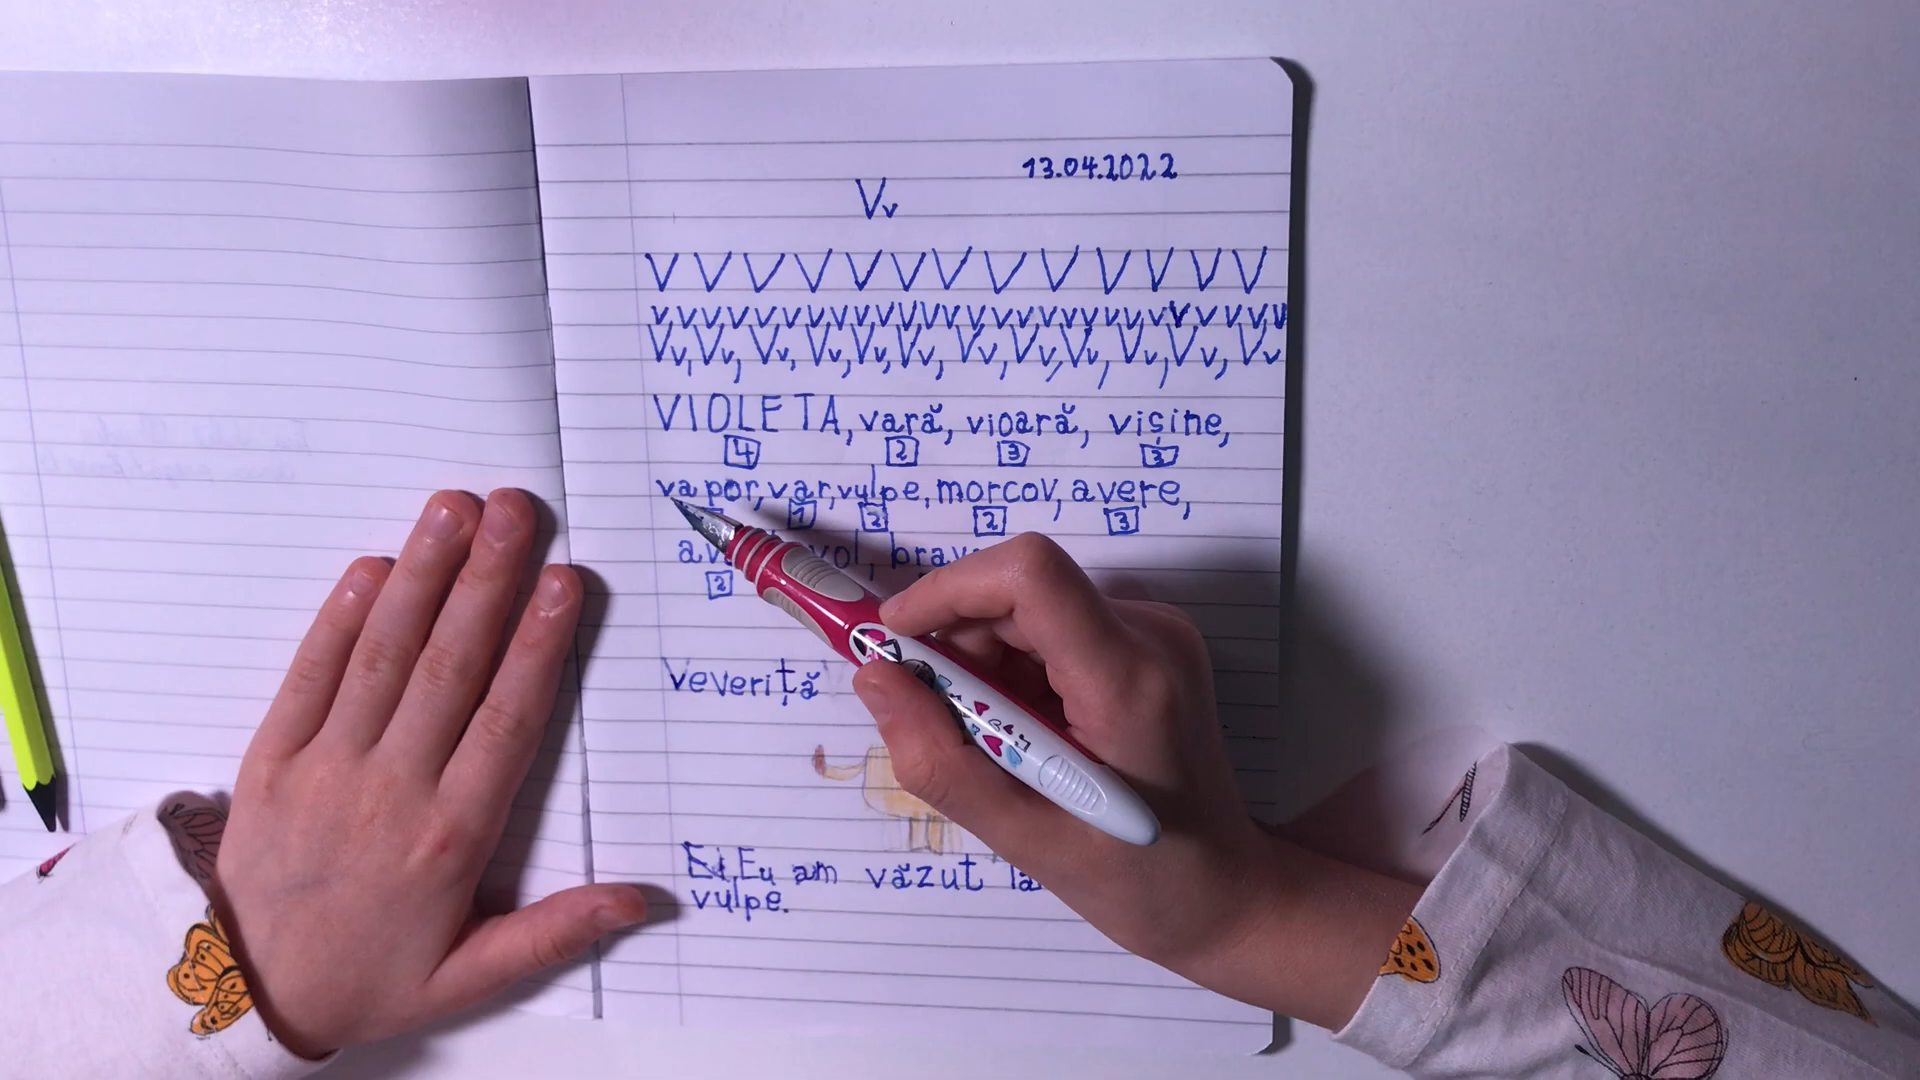 13.04.2022
Vv
V V V V V V V V V V V V V
v v v v v v v v v v v v v v v v v v v v v v v v v v
Vv, Vv, Vv, Vv, Vv, Vv, Vv, Vv, Vv, Vv, Vv, Vv
VIOLETA, vară, vioară, vișine,
4 2 3 3
vapor, var, vulpe, morcov, avere,
1 2 2 3
vol,
2
Veveriță
Eu am văzut
vulpe.